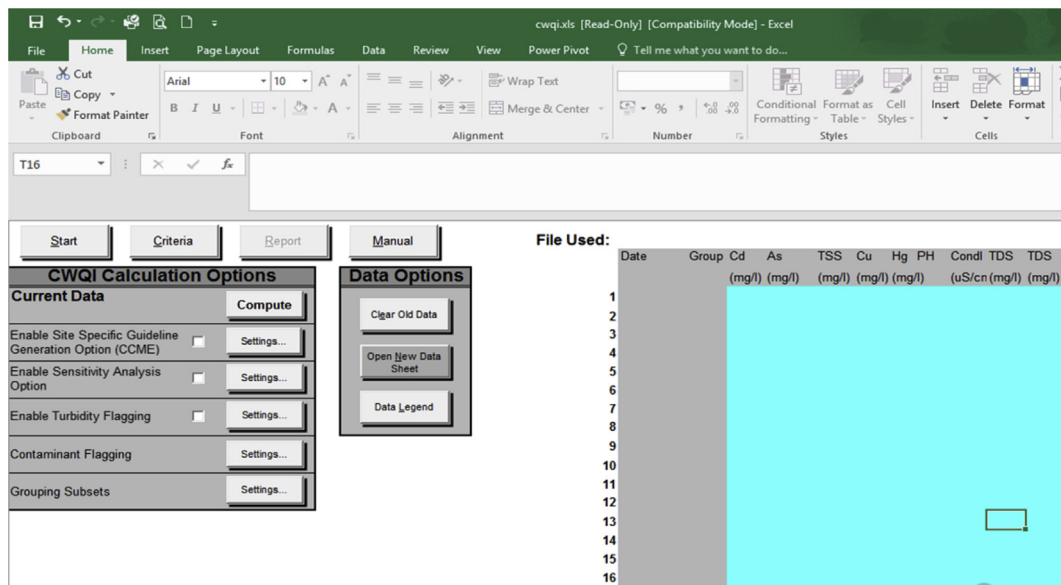 cwqi.xls [Read-Only] [Compatibility Mode] - Excel
File Home Insert Page Layout Formulas Data Review View Power Pivot Tell me what you want to do...
Cut
Copy
Format Painter
Paste
Clipboard
Arial 10
B I U
Font
Wrap Text
Merge & Center
Alignment
%
Number
Conditional Formatting
Format as Table
Cell Styles
Styles
Insert Delete Format
Cells
T16 fx
Start Criteria Report Manual
CWQI Calculation Options
Current Data Compute
Enable Site Specific Guideline
Generation Option (CCME) Settings...
Enable Sensitivity Analysis
Option Settings...
Enable Turbidity Flagging Settings...
Contaminant Flagging Settings...
Grouping Subsets Settings...
Data Options
Clear Old Data
Open New Data
Sheet
Data Legend
File Used:
Date Group Cd As TSS Cu Hg PH Condl TDS TDS
(mg/l) (mg/l) (mg/l) (mg/l) (mg/l) (uS/cn (mg/l) (mg/l)
1
2
3
4
5
6
7
8
9
10
11
12
13
14
15
16